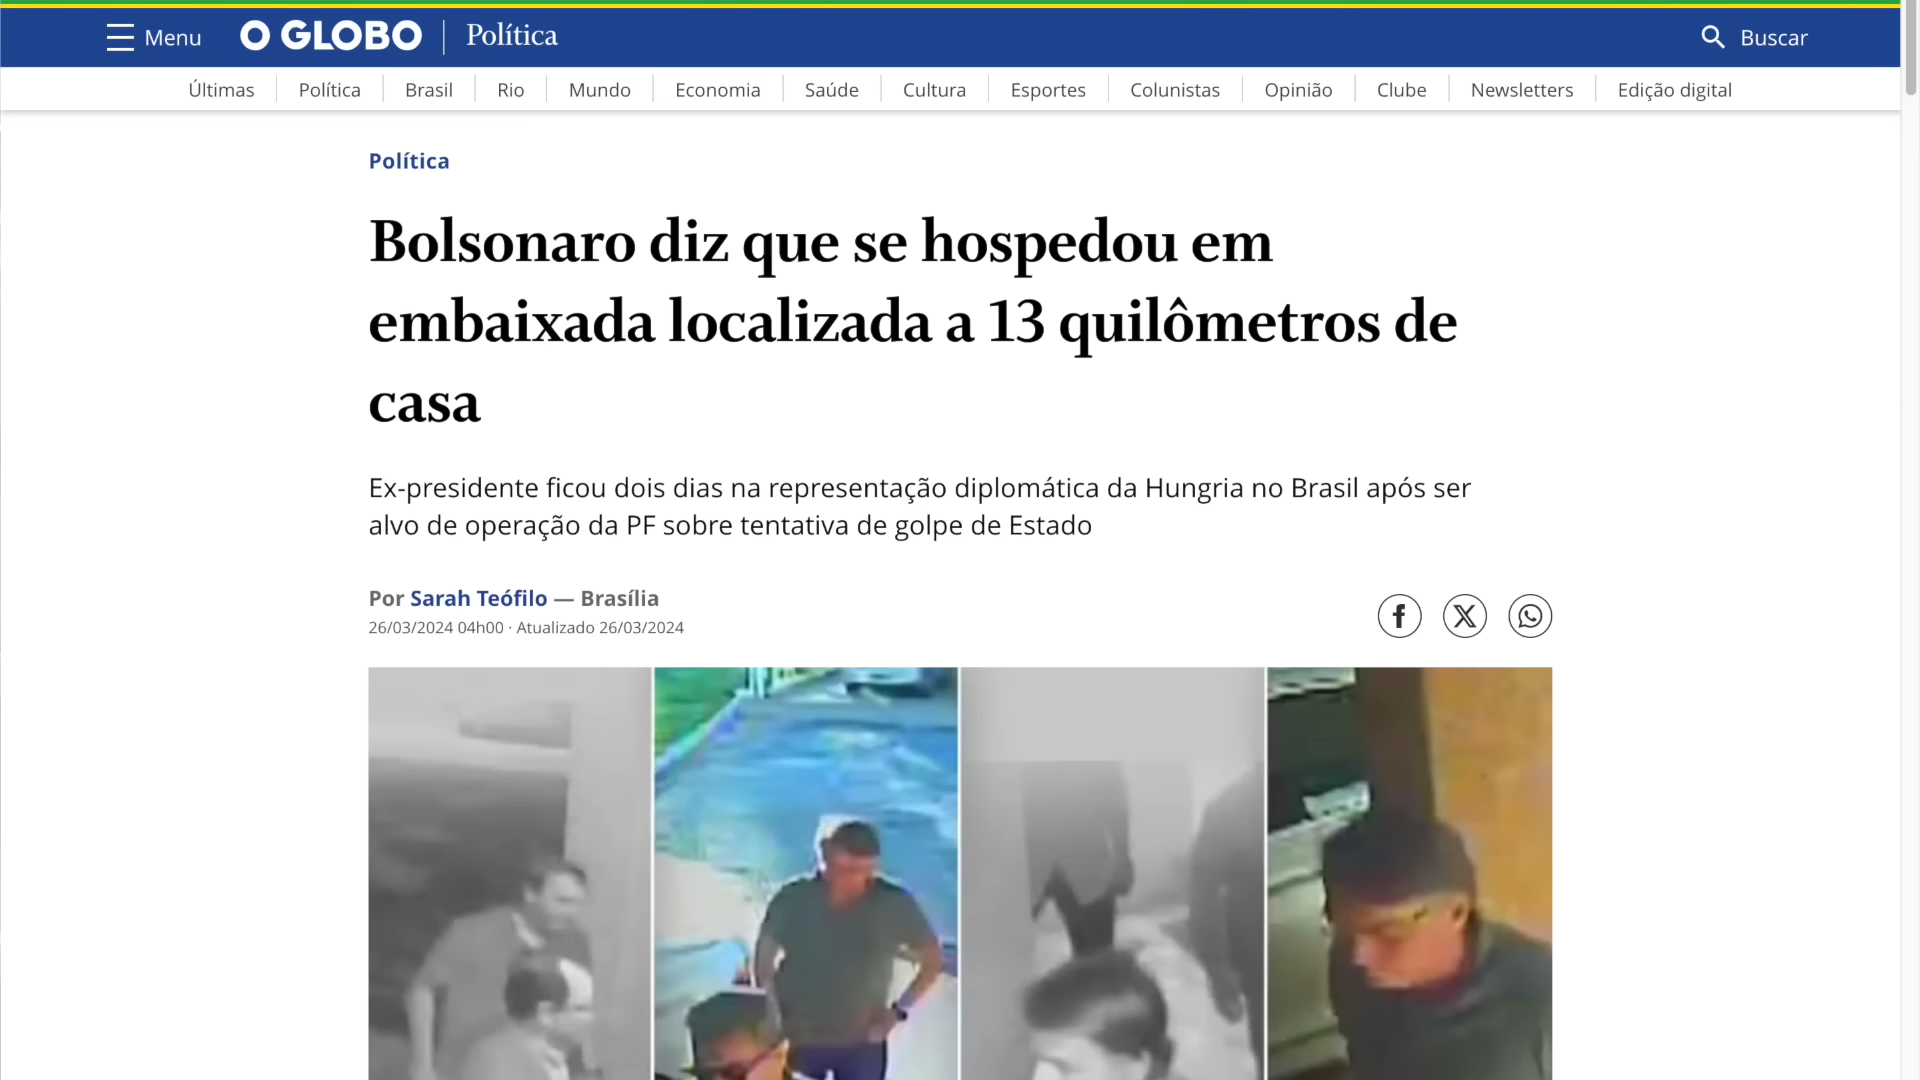 Menu
O GLOBO
Política
Buscar
Últimas
Política
Brasil
Rio
Mundo
Economia
Saúde
Cultura
Esportes
Colunistas
Opinião
Clube
Newsletters
Edição digital
Política
Bolsonaro diz que se hospedou em
embaixada localizada a 13 quilômetros de
casa
Ex-presidente ficou dois dias na representação diplomática da Hungria no Brasil após ser
alvo de operação da PF sobre tentativa de golpe de Estado
Por Sarah Teófilo — Brasília
26/03/2024 04h00 · Atualizado 26/03/2024